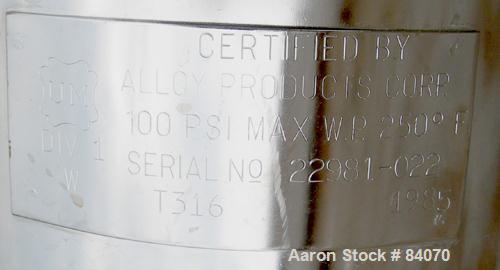 CERTIFIED BY
ALLOY PRODUCTS CORP
UM
100 PSI MAX W.P. 250° F
DIV 1
SERIAL NO 22981-022
W
T316 1985
Aaron Stock # 84070